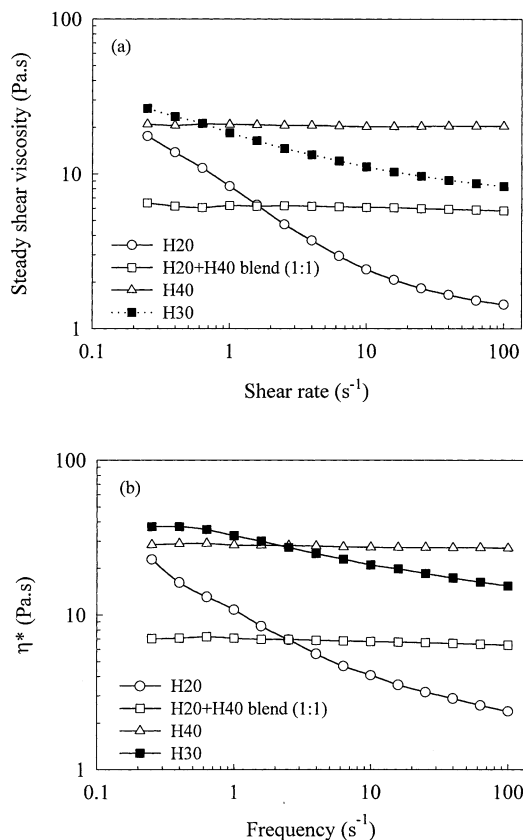 100
(a)
Steady shear viscosity (Pa.s)
10
H20
H20+H40 blend (1:1)
H40
H30
1
0.1 1 10 100
Shear rate (s⁻¹)
100
(b)
η* (Pa.s)
10
H20
H20+H40 blend (1:1)
H40
H30
1
0.1 1 10 100
Frequency (s⁻¹)